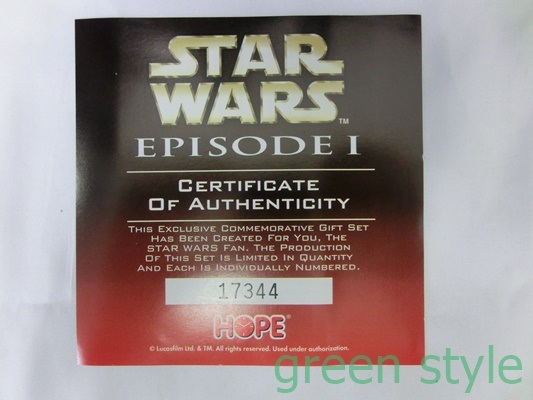 STAR
WARS
TM
EPISODE I
CERTIFICATE
OF AUTHENTICITY
THIS EXCLUSIVE COMMEMORATIVE GIFT SET
HAS BEEN CREATED FOR YOU, THE
STAR WARS FAN. THE PRODUCTION
OF THIS SET IS LIMITED IN QUANTITY
AND EACH IS INDIVIDUALLY NUMBERED.
17344
HOPE®
© Lucasfilm Ltd. & TM. All rights reserved. Used under authorization.
green style